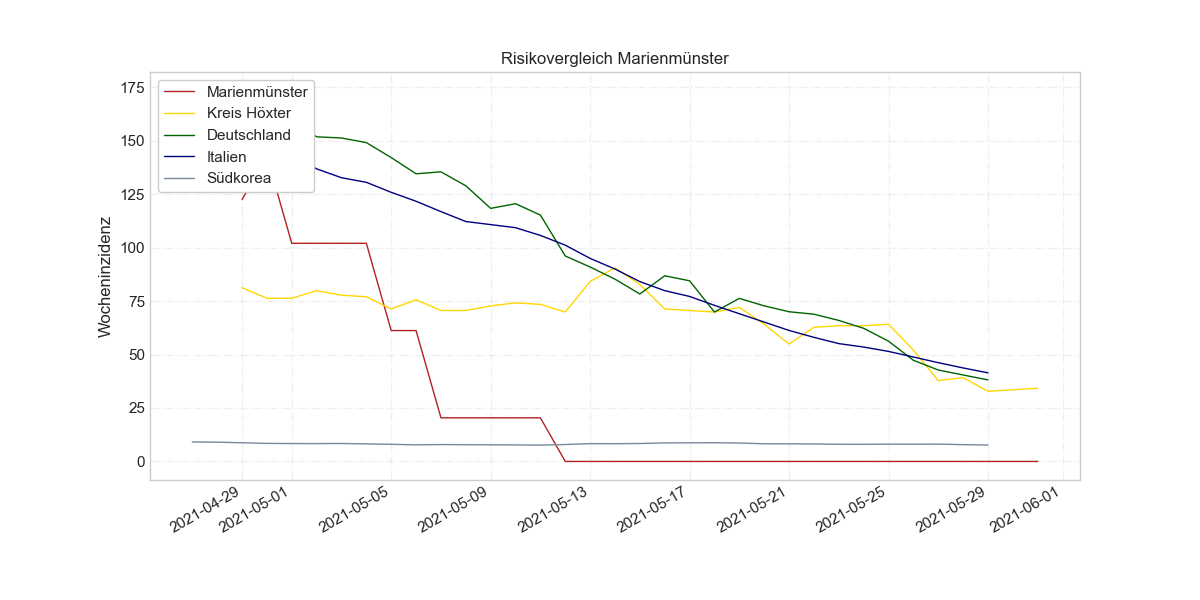 Risikovergleich Marienmünster
Marienmünster
Kreis Höxter
Deutschland
Italien
Südkorea
Wocheninzidenz
175
150
125
100
75
50
25
0
2021-04-29
2021-05-01
2021-05-05
2021-05-09
2021-05-13
2021-05-17
2021-05-21
2021-05-25
2021-05-29
2021-06-01